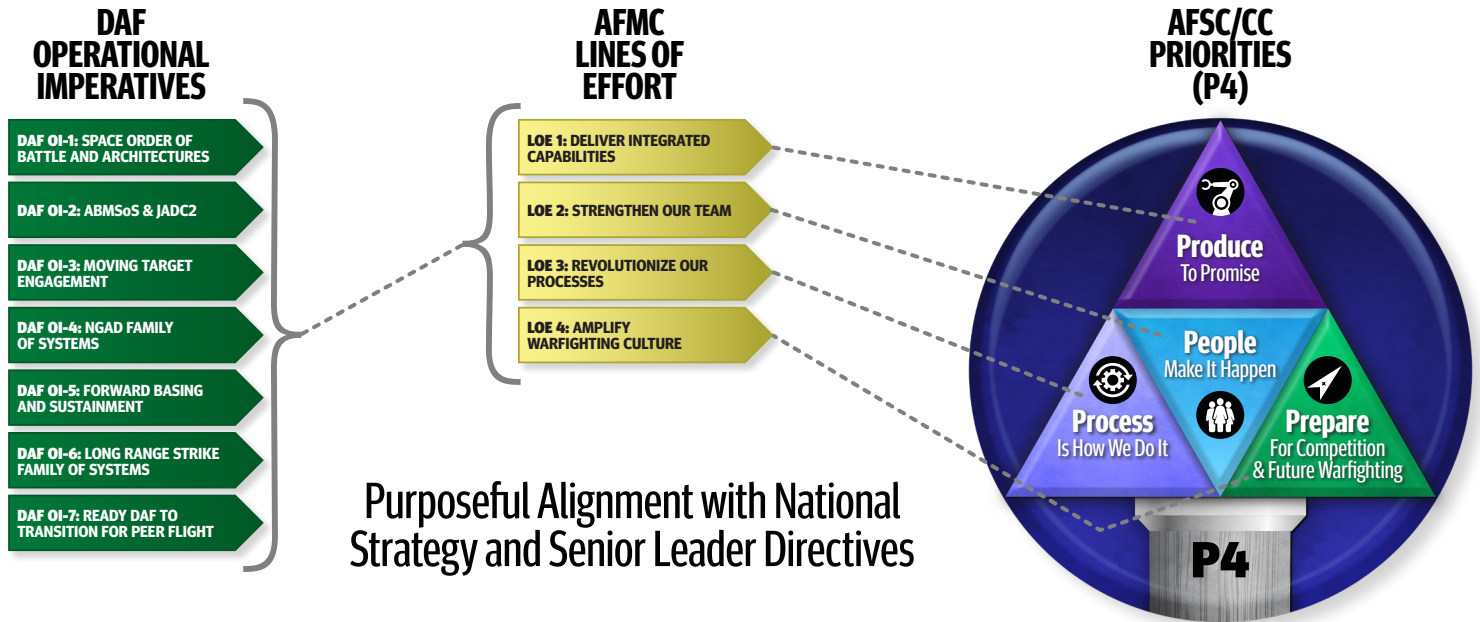 DAF
OPERATIONAL
IMPERATIVES
DAF OI-1: SPACE ORDER OF
BATTLE AND ARCHITECTURES
DAF OI-2: ABMSoS & JADC2
DAF OI-3: MOVING TARGET
ENGAGEMENT
DAF OI-4: NGAD FAMILY
OF SYSTEMS
DAF OI-5: FORWARD BASING
AND SUSTAINMENT
DAF OI-6: LONG RANGE STRIKE
FAMILY OF SYSTEMS
DAF OI-7: READY DAF TO
TRANSITION FOR PEER FLIGHT
AFMC
LINES OF
EFFORT
LOE 1: DELIVER INTEGRATED
CAPABILITIES
LOE 2: STRENGTHEN OUR TEAM
LOE 3: REVOLUTIONIZE OUR
PROCESSES
LOE 4: AMPLIFY
WARFIGHTING CULTURE
Purposeful Alignment with National
Strategy and Senior Leader Directives
AFSC/CC
PRIORITIES
(P4)
Produce
To Promise
People
Make It Happen
Process
Is How We Do It
Prepare
For Competition
& Future Warfighting
P4